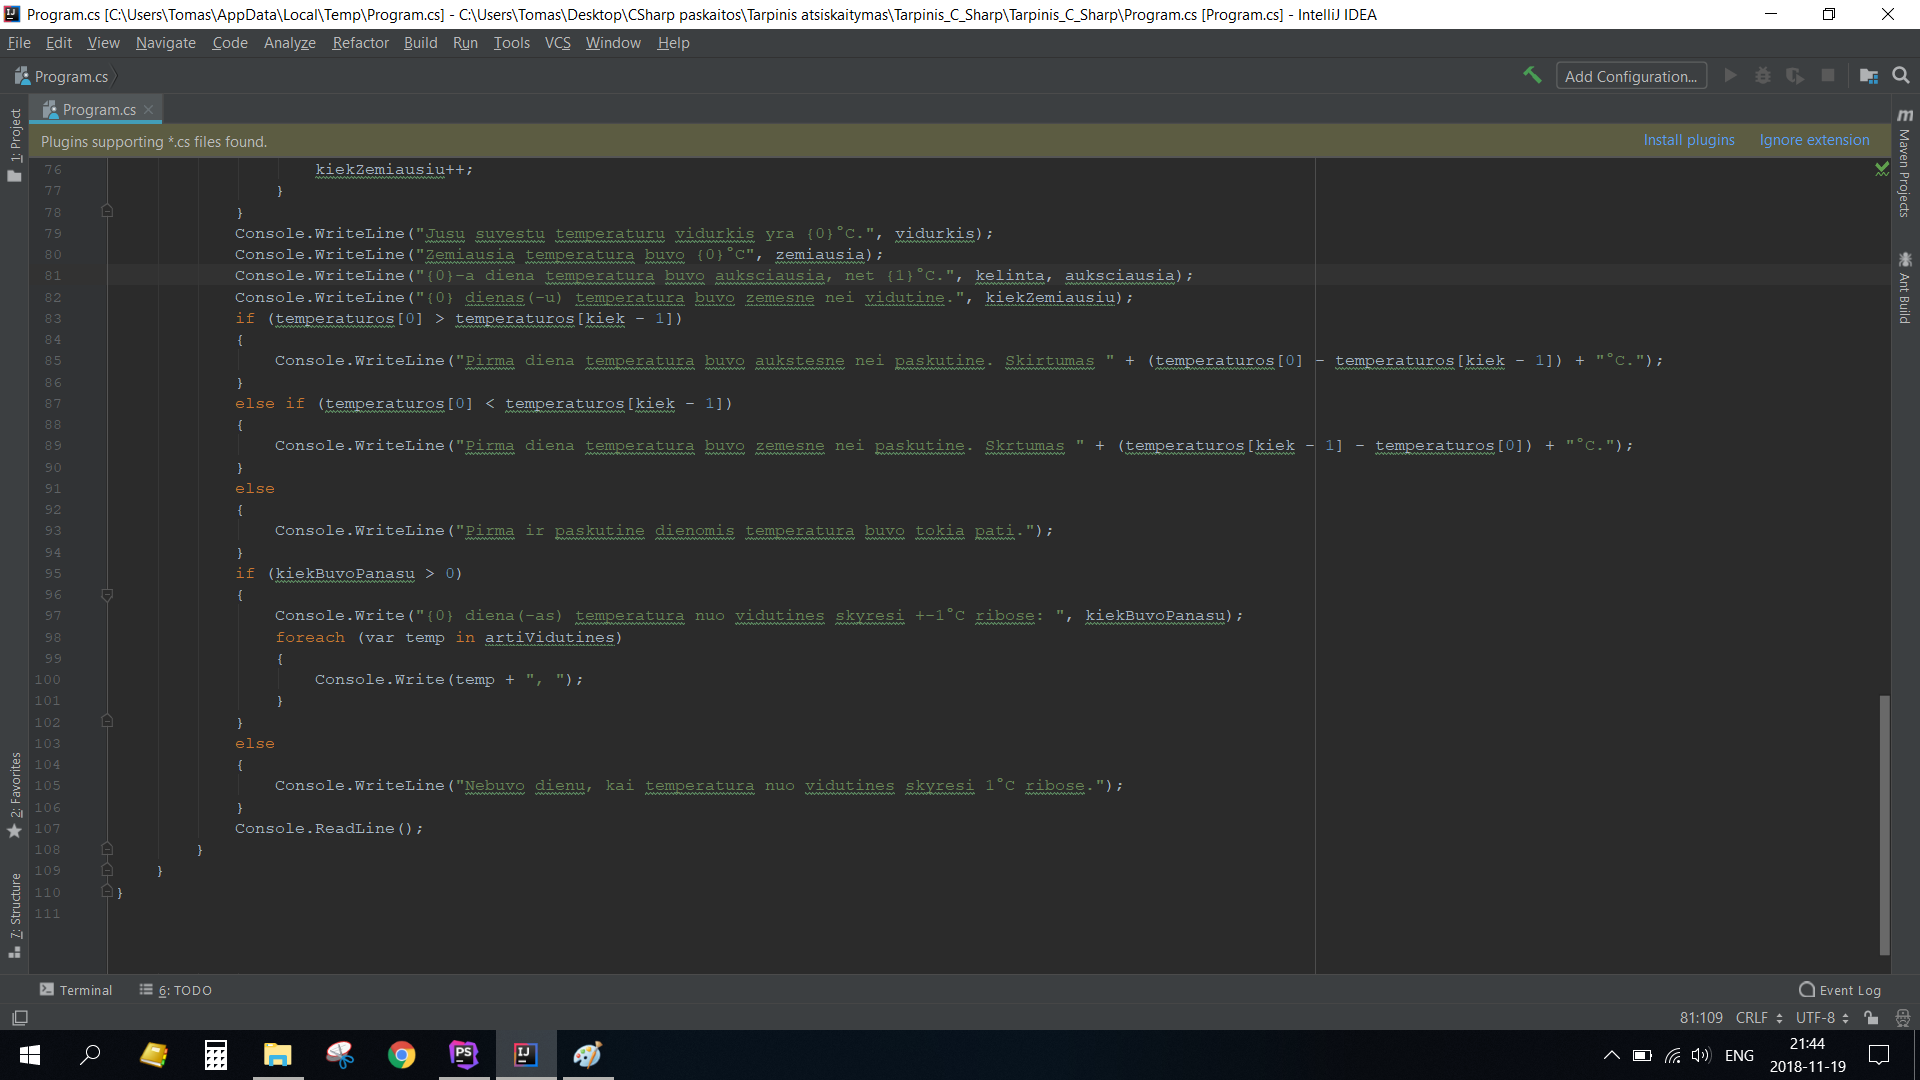 Program.cs [C:\Users\Tomas\AppData\Local\Temp\Program.cs] - C:\Users\Tomas\Desktop\CSharp paskaitos\Tarpinis atsiskaitymas\Tarpinis_C_Sharp\Tarpinis_C_Sharp\Program.cs [Program.cs] - IntelliJ IDEA
File Edit View Navigate Code Analyze Refactor Build Run Tools VCS Window Help
Program.cs
Add Configuration...
Program.cs
Plugins supporting *.cs files found.
Install plugins Ignore extension
1: Project
2: Favorites
7: Structure
Maven Projects
Ant Build
76 kiekZemiausiu++;
77 }
78 }
79 Console.WriteLine("Jusu suvestu temperaturu vidurkis yra {0}°C.", vidurkis);
80 Console.WriteLine("Zemiausia temperatura buvo {0}°C", zemiausia);
81 Console.WriteLine("{0}-a diena temperatura buvo auksciausia, net {1}°C.", kelinta, auksciausia);
82 Console.WriteLine("{0} dienas(-u) temperatura buvo zemesne nei vidutine.", kiekZemiausiu);
83 if (temperaturos[0] > temperaturos[kiek - 1])
84 {
85 Console.WriteLine("Pirma diena temperatura buvo aukstesne nei paskutine. Skirtumas " + (temperaturos[0] - temperaturos[kiek - 1]) + "°C.");
86 }
87 else if (temperaturos[0] < temperaturos[kiek - 1])
88 {
89 Console.WriteLine("Pirma diena temperatura buvo zemesne nei paskutine. Skrtumas " + (temperaturos[kiek - 1] - temperaturos[0]) + "°C.");
90 }
91 else
92 {
93 Console.WriteLine("Pirma ir paskutine dienomis temperatura buvo tokia pati.");
94 }
95 if (kiekBuvoPanasu > 0)
96 {
97 Console.Write("{0} diena(-as) temperatura nuo vidutines skyresi +-1°C ribose: ", kiekBuvoPanasu);
98 foreach (var temp in artiVidutines)
99 {
100 Console.Write(temp + ", ");
101 }
102 }
103 else
104 {
105 Console.WriteLine("Nebuvo dienu, kai temperatura nuo vidutines skyresi 1°C ribose.");
106 }
107 Console.ReadLine();
108 }
109 }
110 }
111
Terminal 6: TODO Event Log
81:109 CRLF UTF-8
ENG
21:44
2018-11-19